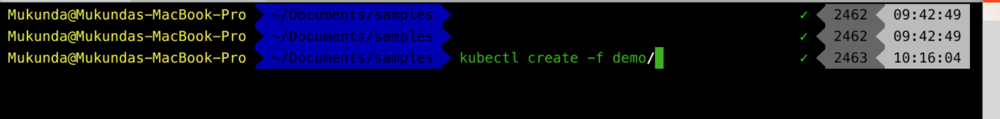 Mukunda@Mukundas-MacBook-Pro ~/Documents/samples ✓ 2462 09:42:49
Mukunda@Mukundas-MacBook-Pro ~/Documents/samples ✓ 2462 09:42:49
Mukunda@Mukundas-MacBook-Pro ~/Documents/samples kubectl create -f demo/ ✓ 2463 10:16:04